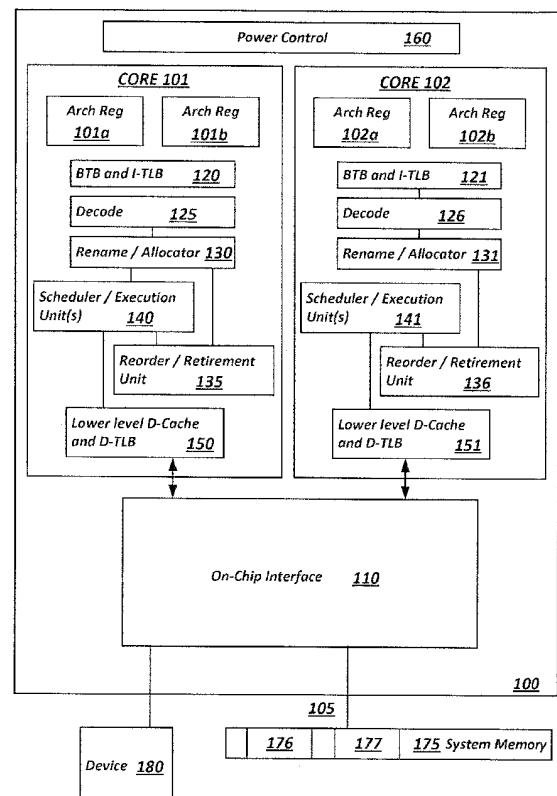 Power Control 160
CORE 101
Arch Reg
101a
Arch Reg
101b
BTB and I-TLB 120
Decode 125
Rename / Allocator 130
Scheduler / Execution
Unit(s) 140
Reorder / Retirement
Unit 135
Lower level D-Cache
and D-TLB 150
CORE 102
Arch Reg
102a
Arch Reg
102b
BTB and I-TLB 121
Decode 126
Rename / Allocator 131
Scheduler / Execution
Unit(s) 141
Reorder / Retirement
Unit 136
Lower level D-Cache
and D-TLB 151
On-Chip Interface 110
100
105
176 177 175 System Memory
Device 180